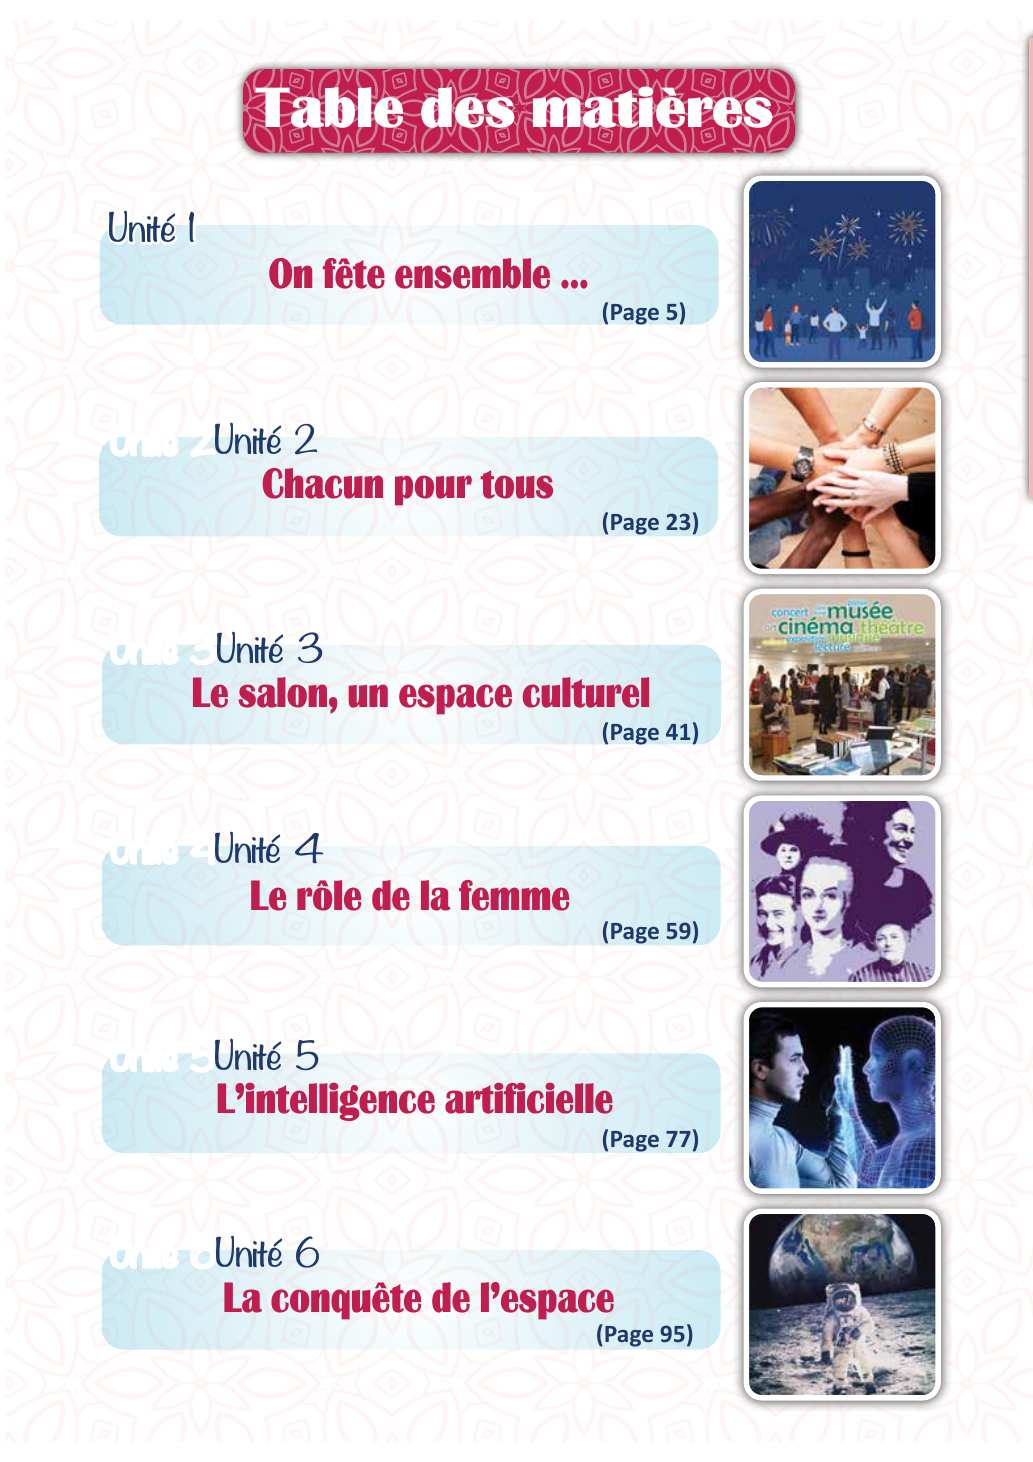 Table des matières
Unité 1
On fête ensemble ...
(Page 5)
Unité 2
Chacun pour tous
(Page 23)
concert
musée
cinéma théâtre
lecture
Unité 3
Le salon, un espace culturel
(Page 41)
Unité 4
Le rôle de la femme
(Page 59)
Unité 5
L'intelligence artificielle
(Page 77)
Unité 6
La conquête de l'espace
(Page 95)